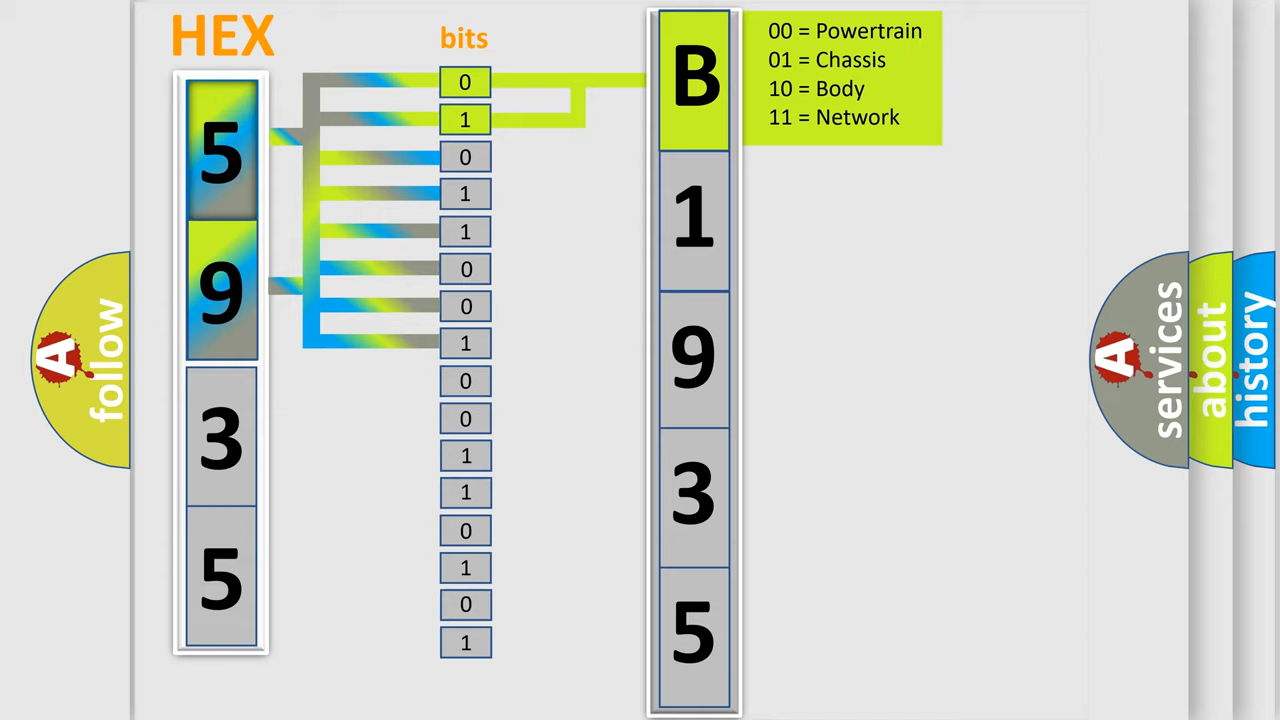 HEX
bits
5
9
3
5
0
1
0
1
1
0
0
1
0
0
1
1
0
1
0
1
B
1
9
3
5
00 = Powertrain
01 = Chassis
10 = Body
11 = Network
A
follow
A
services
about
history